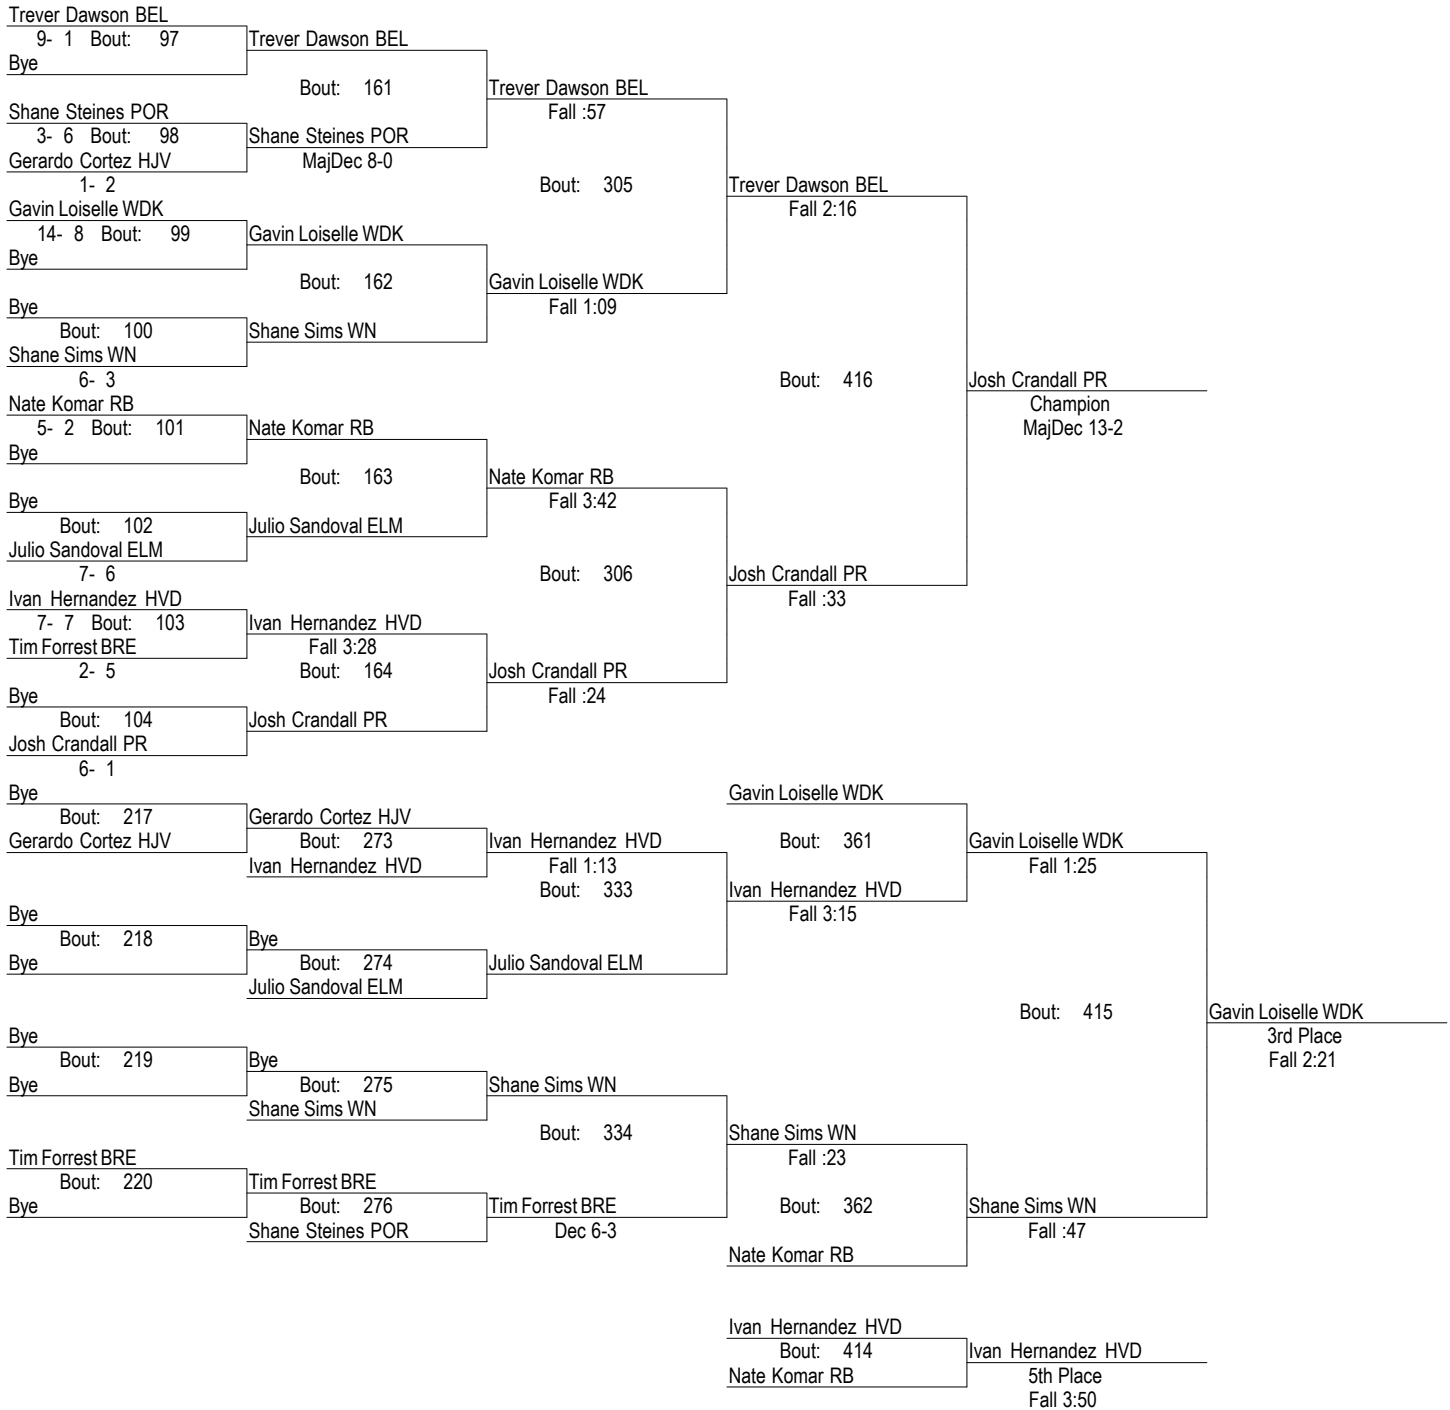 Trever Dawson BEL
9- 1 Bout: 97
Trever Dawson BEL
Bye
Bout: 161
Trever Dawson BEL
Shane Steines POR
Fall :57
3- 6 Bout: 98
Shane Steines POR
Gerardo Cortez HJV
MajDec 8-0
1- 2
Bout: 305
Trever Dawson BEL
Gavin Loiselle WDK
Fall 2:16
14- 8 Bout: 99
Gavin Loiselle WDK
Bye
Bout: 162
Gavin Loiselle WDK
Bye
Fall 1:09
Bout: 100
Shane Sims WN
Shane Sims WN
6- 3
Bout: 416
Josh Crandall PR
Nate Komar RB
Champion
5- 2 Bout: 101
Nate Komar RB
MajDec 13-2
Bye
Bout: 163
Nate Komar RB
Bye
Fall 3:42
Bout: 102
Julio Sandoval ELM
Julio Sandoval ELM
7- 6
Bout: 306
Josh Crandall PR
Ivan Hernandez HVD
Fall :33
7- 7 Bout: 103
Ivan Hernandez HVD
Tim Forrest BRE
Fall 3:28
2- 5
Bout: 164
Josh Crandall PR
Bye
Fall :24
Bout: 104
Josh Crandall PR
Josh Crandall PR
6- 1
Bye
Gavin Loiselle WDK
Bout: 217
Gerardo Cortez HJV
Gerardo Cortez HJV
Bout: 273
Ivan Hernandez HVD
Bout: 361
Gavin Loiselle WDK
Ivan Hernandez HVD
Fall 1:13
Fall 1:25
Bout: 333
Ivan Hernandez HVD
Bye
Fall 3:15
Bout: 218
Bye
Bye
Bout: 274
Julio Sandoval ELM
Julio Sandoval ELM
Bout: 415
Gavin Loiselle WDK
Bye
3rd Place
Bout: 219
Bye
Fall 2:21
Bye
Bout: 275
Shane Sims WN
Shane Sims WN
Bout: 334
Shane Sims WN
Tim Forrest BRE
Fall :23
Bout: 220
Tim Forrest BRE
Bye
Bout: 276
Tim Forrest BRE
Bout: 362
Shane Sims WN
Shane Steines POR
Dec 6-3
Fall :47
Nate Komar RB
Ivan Hernandez HVD
Bout: 414
Ivan Hernandez HVD
Nate Komar RB
5th Place
Fall 3:50